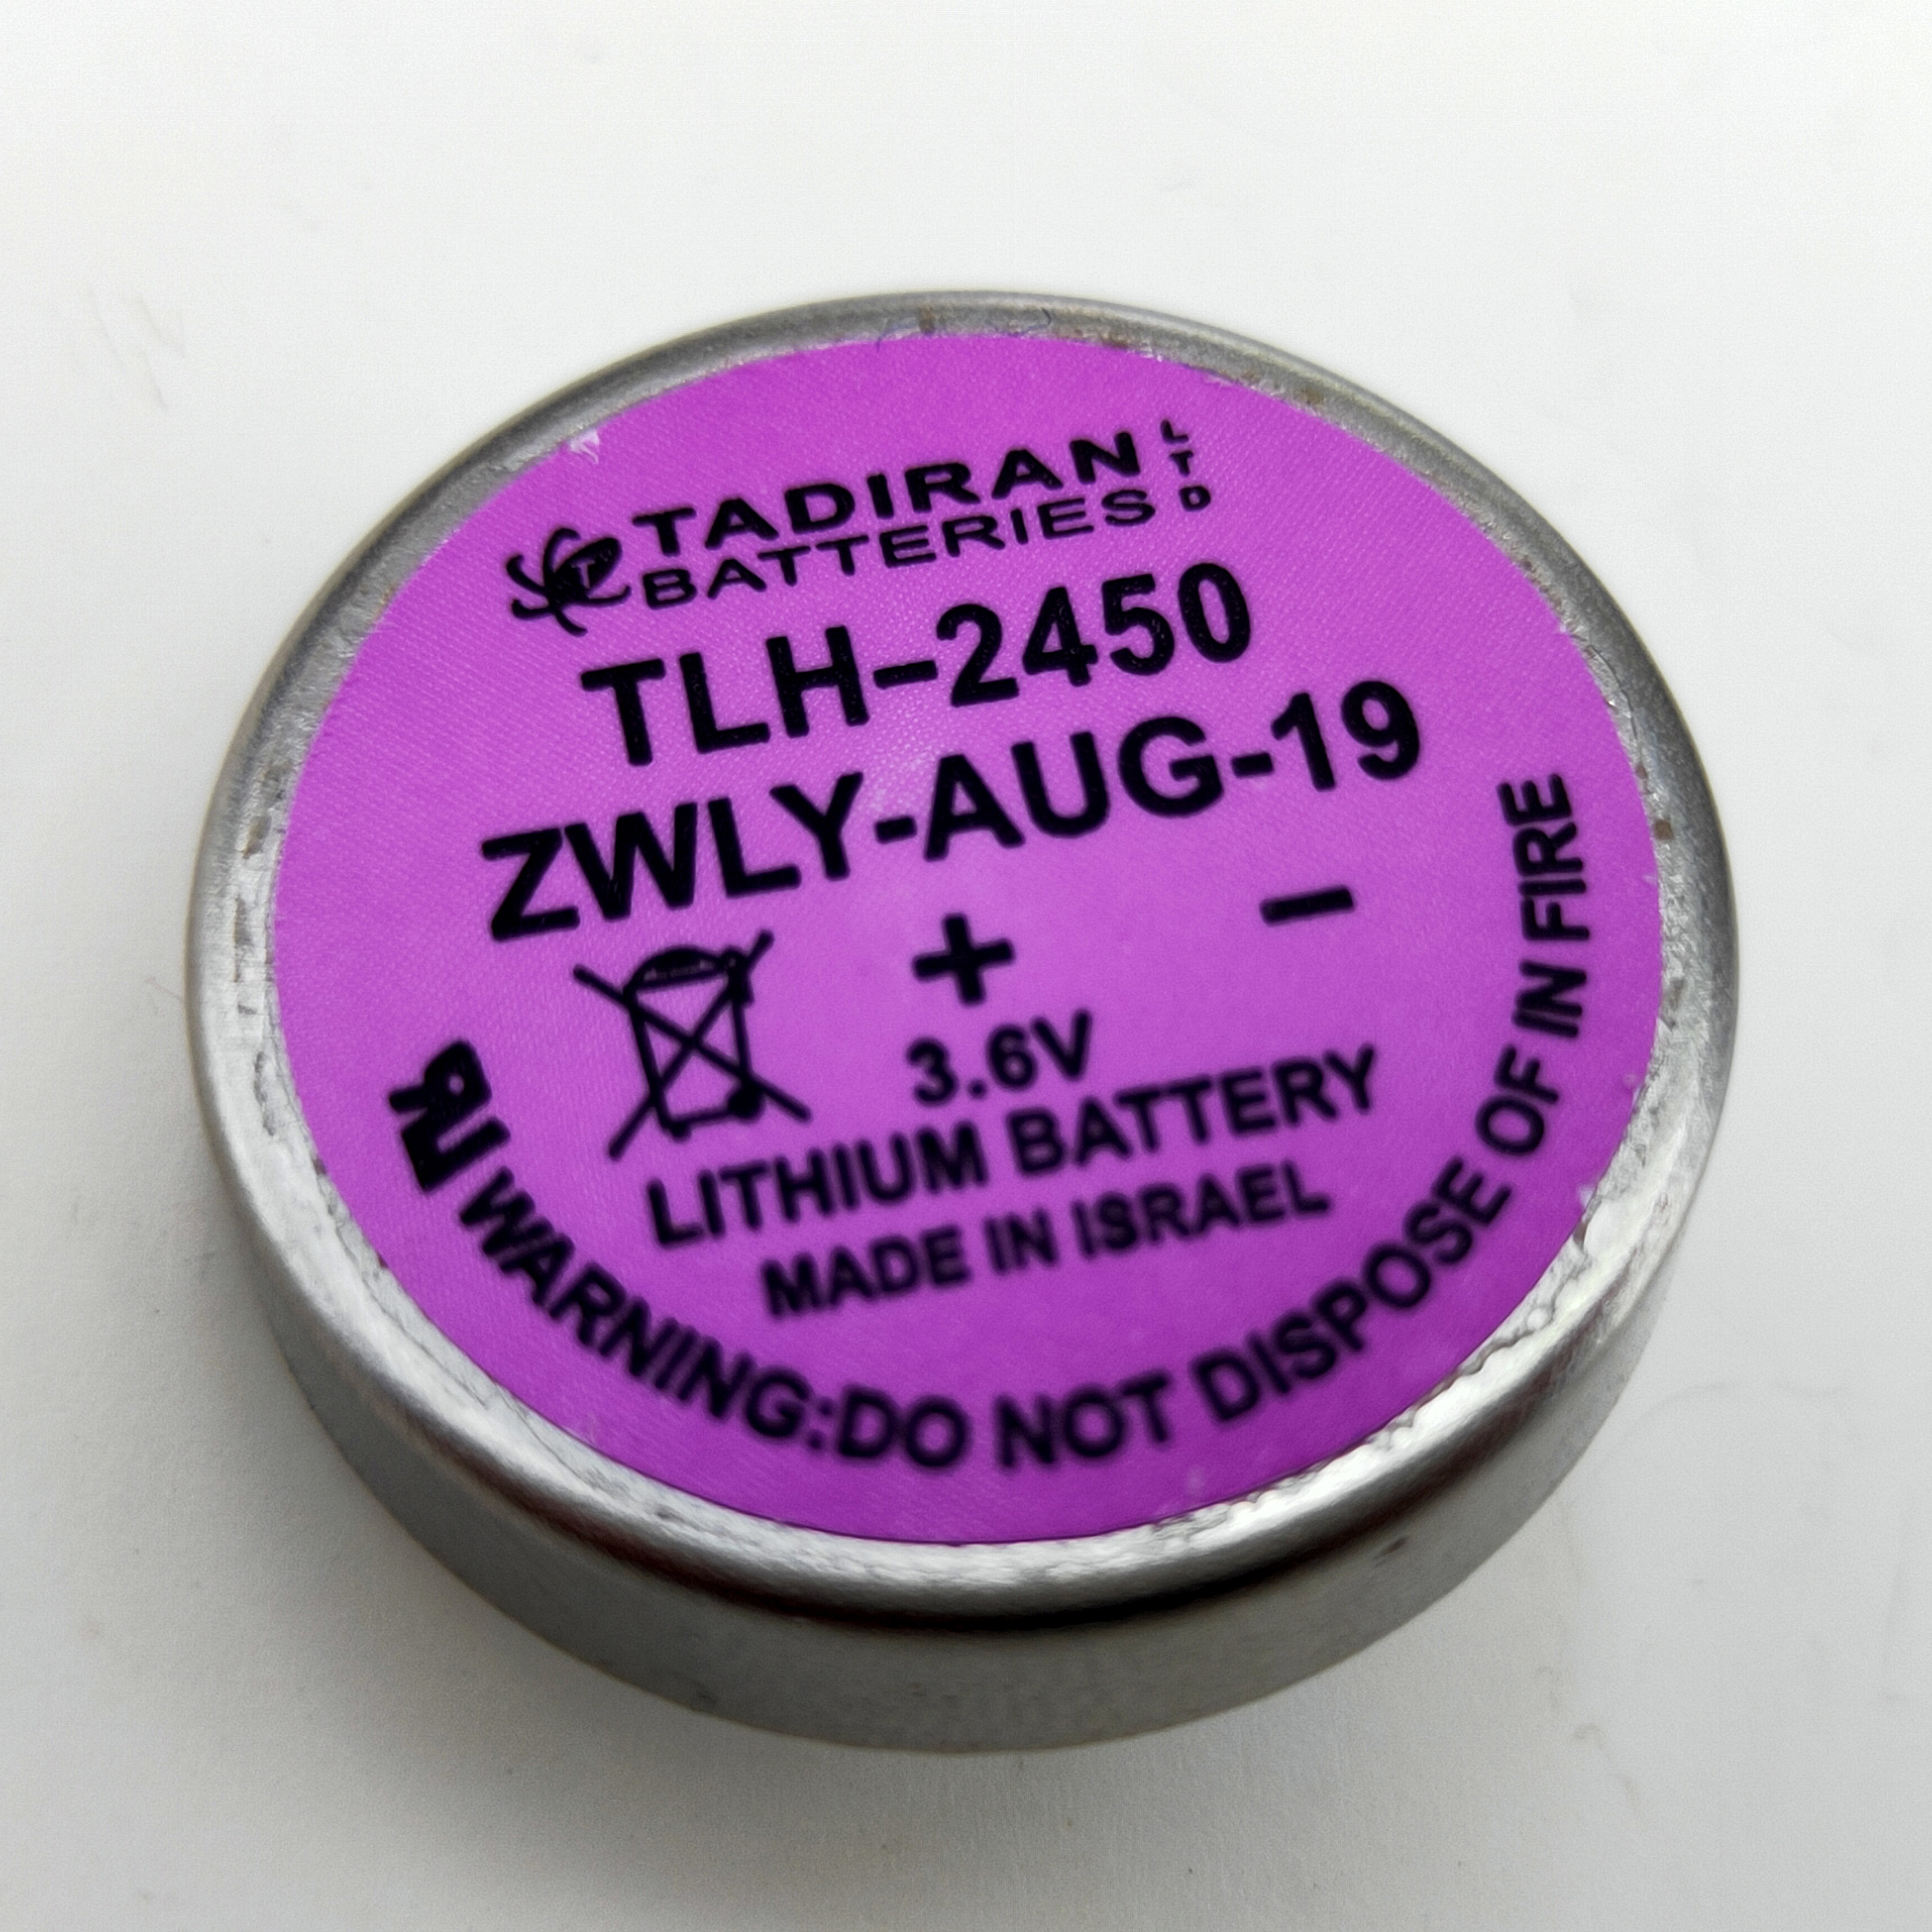 TADIRAN LTD
BATTERIES
TLH-2450
ZWLY-AUG-19
+ -
3.6V
LITHIUM BATTERY
MADE IN ISRAEL
WARNING:DO NOT DISPOSE OF IN FIRE